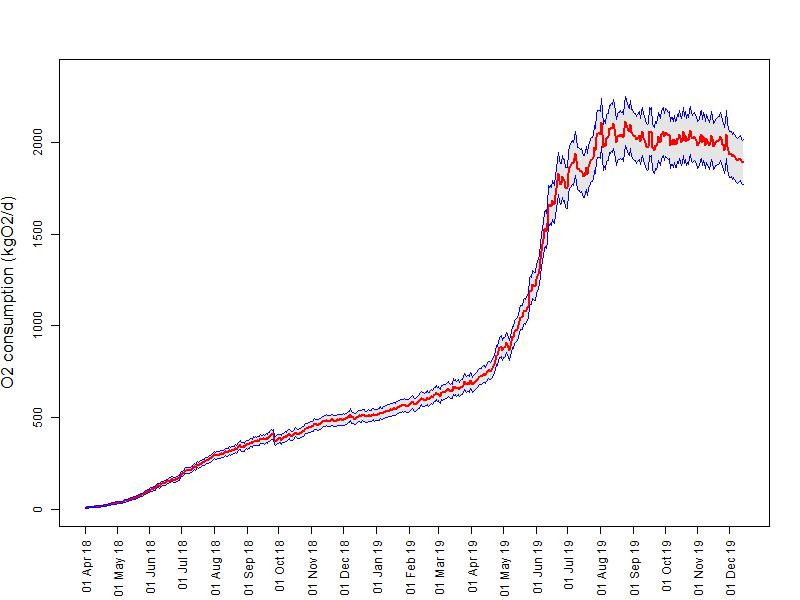 O2 consumption (kgO2/d)
2000
1500
1000
500
0
01 Apr 18
01 May 18
01 Jun 18
01 Jul 18
01 Aug 18
01 Sep 18
01 Oct 18
01 Nov 18
01 Dec 18
01 Jan 19
01 Feb 19
01 Mar 19
01 Apr 19
01 May 19
01 Jun 19
01 Jul 19
01 Aug 19
01 Sep 19
01 Oct 19
01 Nov 19
01 Dec 19